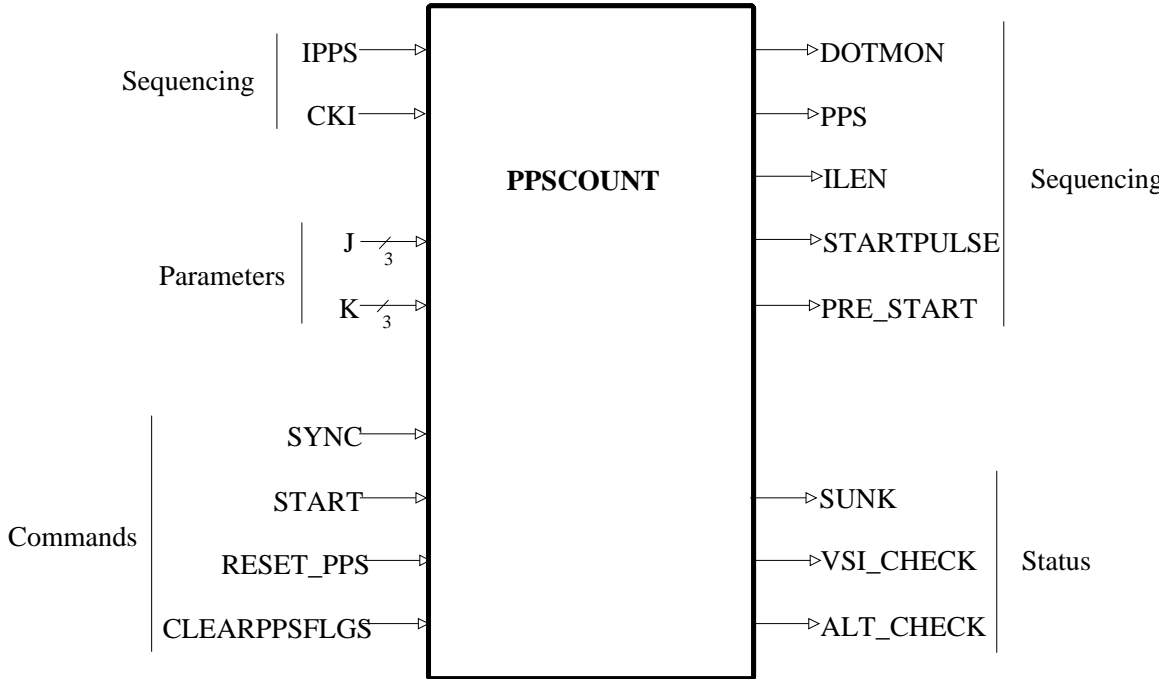 IPPS
Sequencing
CKI
J
3
Parameters
K
3
SYNC
START
Commands
RESET_PPS
CLEARPPSFLGS
PPSCOUNT
DOTMON
PPS
ILEN
Sequencing
STARTPULSE
PRE_START
SUNK
VSI_CHECK
Status
ALT_CHECK